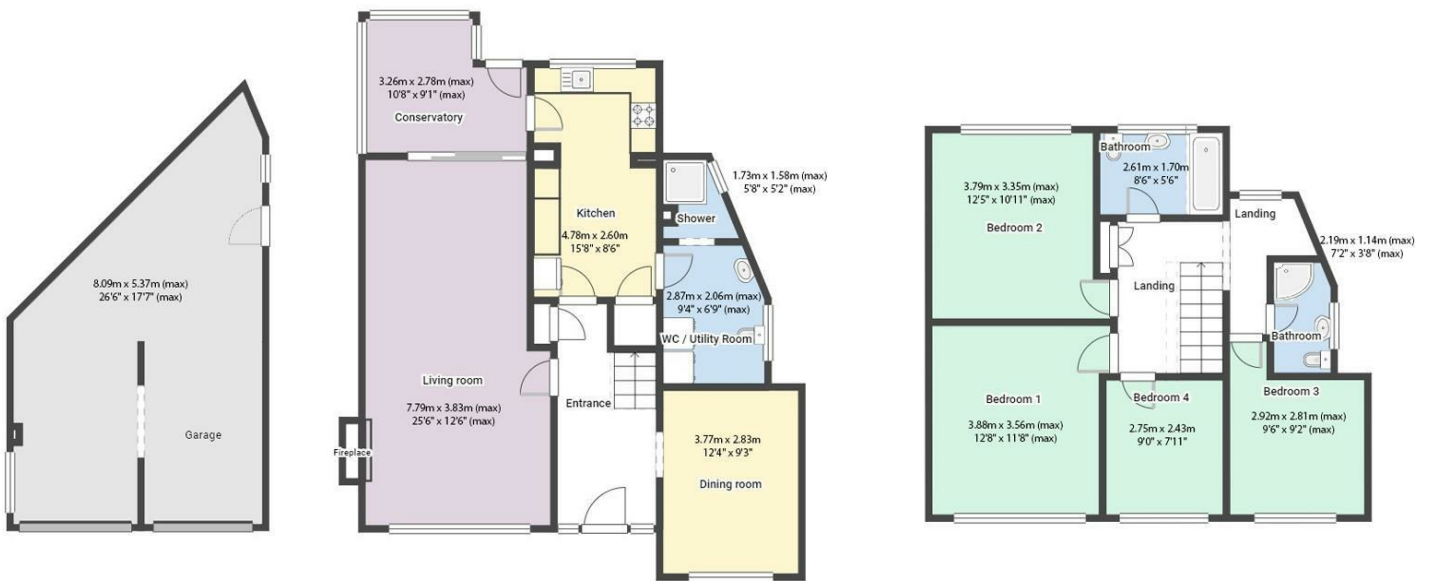 8.09m x 5.37m (max)
26'6" x 17'7" (max)
Garage
3.26m x 2.78m (max)
10'8" x 9'1" (max)
Conservatory
Kitchen
4.78m x 2.60m
15'8" x 8'6"
1.73m x 1.58m (max)
5'8" x 5'2" (max)
Shower
2.87m x 2.06m (max)
9'4" x 6'9" (max)
WC / Utility Room
Living room
7.79m x 3.83m (max)
25'6" x 12'6" (max)
Fireplace
Entrance
3.77m x 2.83m
12'4" x 9'3"
Dining room
3.79m x 3.35m (max)
12'5" x 10'11" (max)
Bedroom 2
Bathroom
2.61m x 1.70m
8'6" x 5'6"
Landing
2.19m x 1.14m (max)
7'2" x 3'8" (max)
Landing
Bathroom
Bedroom 1
3.88m x 3.56m (max)
12'8" x 11'8" (max)
Bedroom 4
2.75m x 2.43m
9'0" x 7'11"
Bedroom 3
2.92m x 2.81m (max)
9'6" x 9'2" (max)